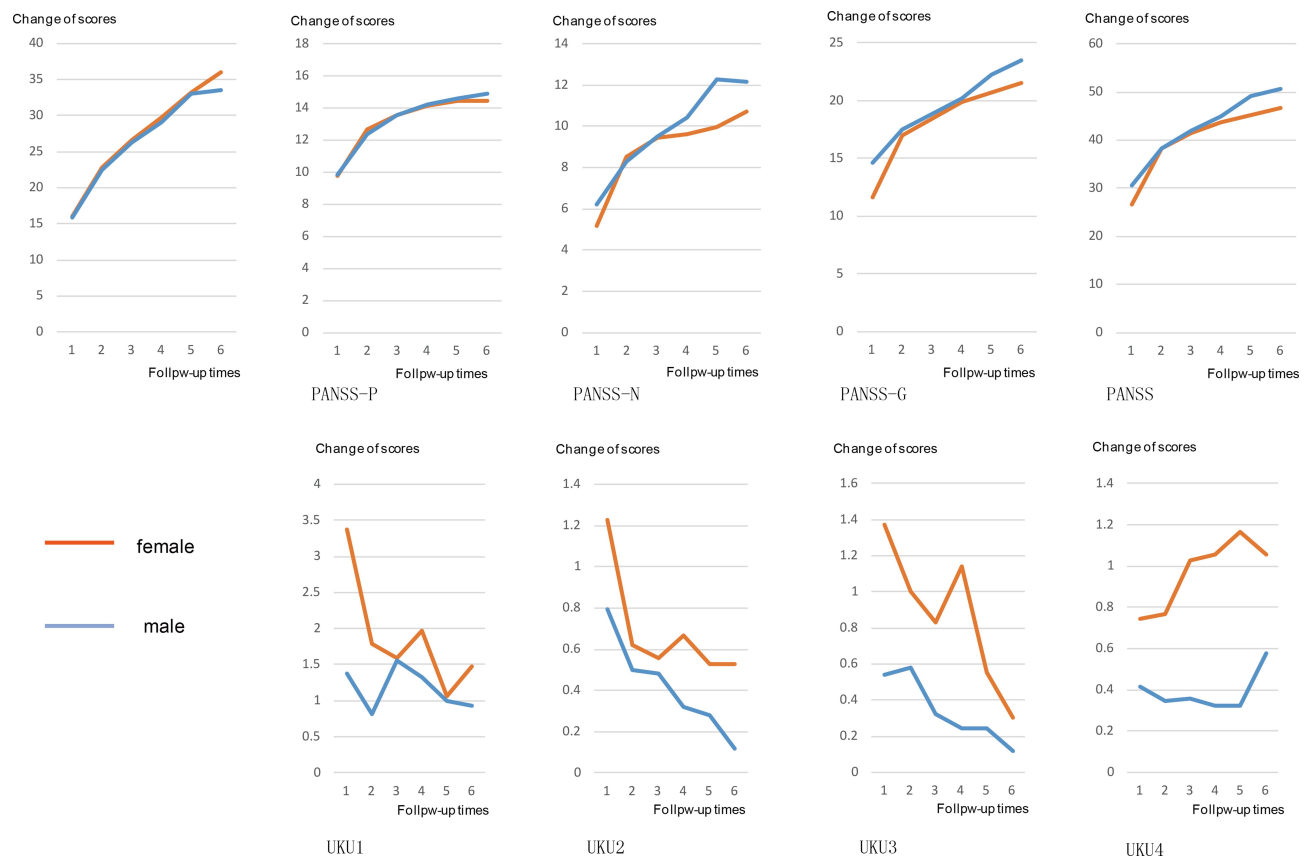 Change of scores
40
35
30
25
20
15
10
5
0
1 2 3 4 5 6
Follpw-up times
Change of scores
18
16
14
12
10
8
6
4
2
0
1 2 3 4 5 6
Follpw-up times
PANSS-P
Change of scores
14
12
10
8
6
4
2
0
1 2 3 4 5 6
Follpw-up times
PANSS-N
Change of scores
25
20
15
10
5
0
1 2 3 4 5 6
Follpw-up times
PANSS-G
Change of scores
60
50
40
30
20
10
0
1 2 3 4 5 6
Follpw-up times
PANSS
female
male
Change of scores
4
3.5
3
2.5
2
1.5
1
0.5
0
1 2 3 4 5 6
Follpw-up times
UKU1
Change of scores
1.4
1.2
1
0.8
0.6
0.4
0.2
0
1 2 3 4 5 6
Follpw-up times
UKU2
Change of scores
1.6
1.4
1.2
1
0.8
0.6
0.4
0.2
0
1 2 3 4 5 6
Follpw-up times
UKU3
Change of scores
1.4
1.2
1
0.8
0.6
0.4
0.2
0
1 2 3 4 5 6
Follpw-up times
UKU4